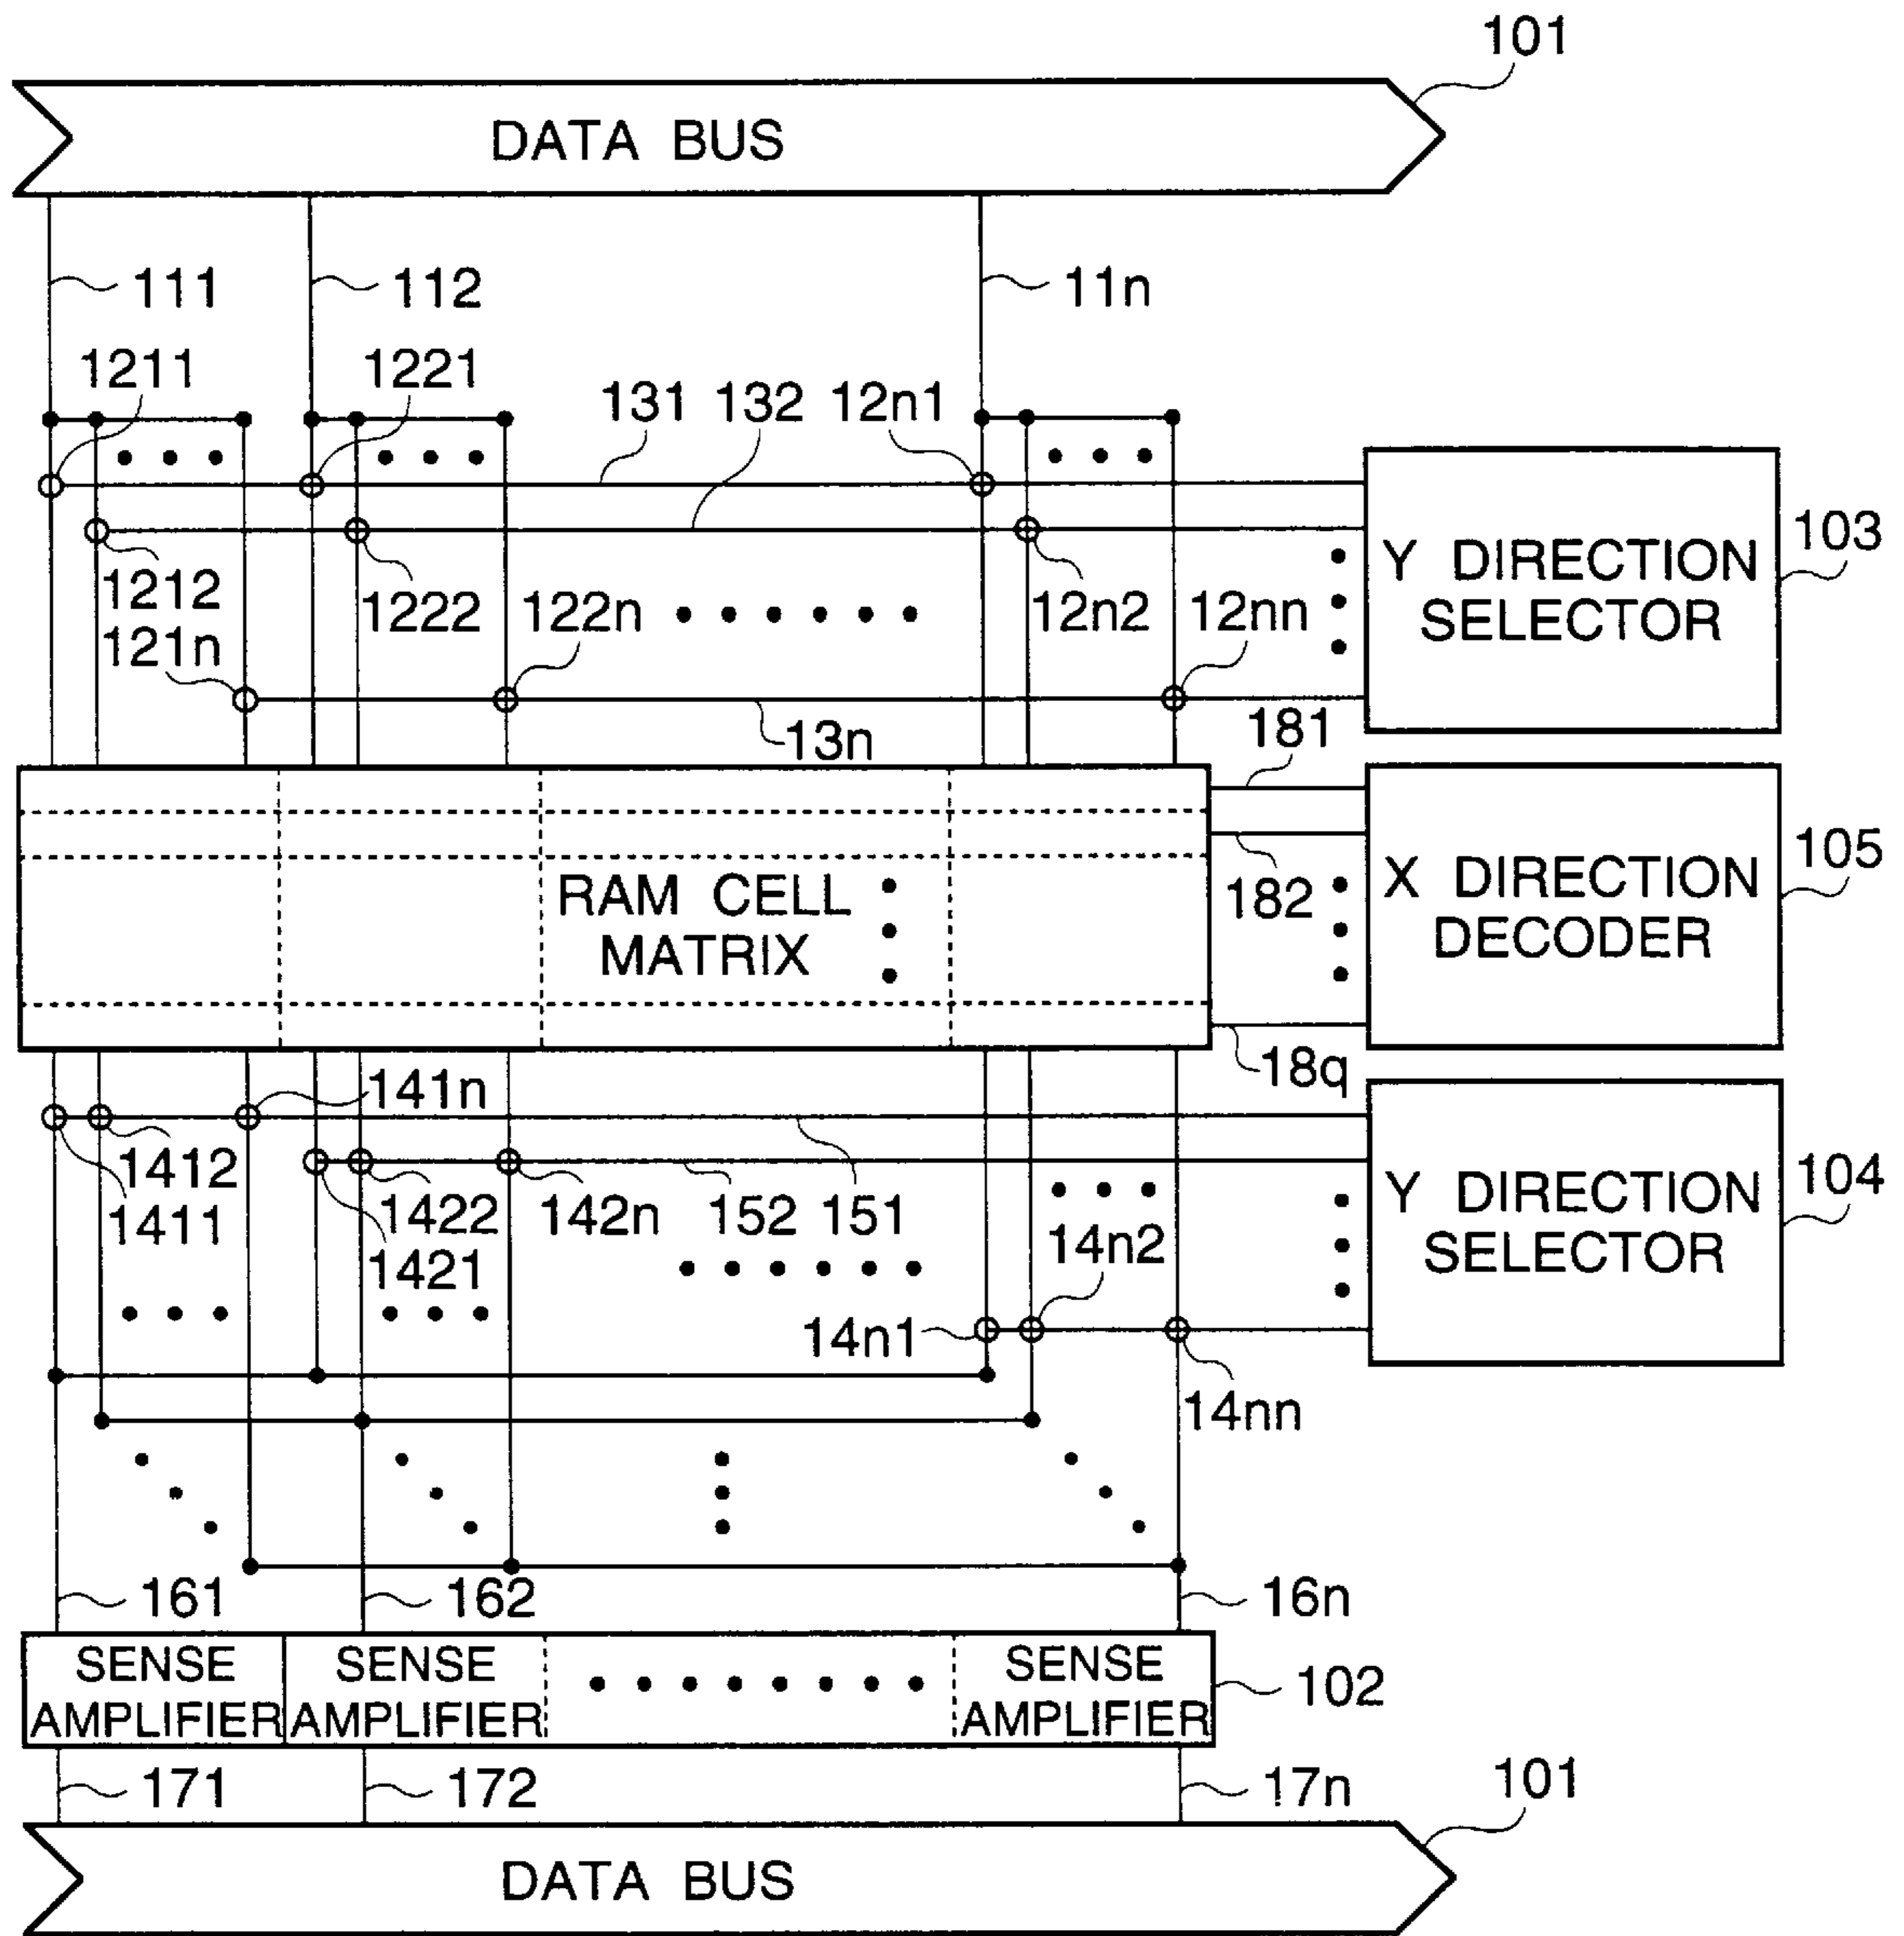 101
DATA BUS
111
112
11n
1211
1221
131
132
12n1
103
Y DIRECTION
SELECTOR
1212
1222
122n
12n2
12nn
121n
13n
181
105
RAM CELL
MATRIX
182
X DIRECTION
DECODER
18q
141n
104
1412
1411
1422
142n
152
151
Y DIRECTION
SELECTOR
1421
14n2
14n1
14nn
161
162
16n
SENSE
AMPLIFIER
SENSE
AMPLIFIER
SENSE
AMPLIFIER
102
171
172
17n
101
DATA BUS